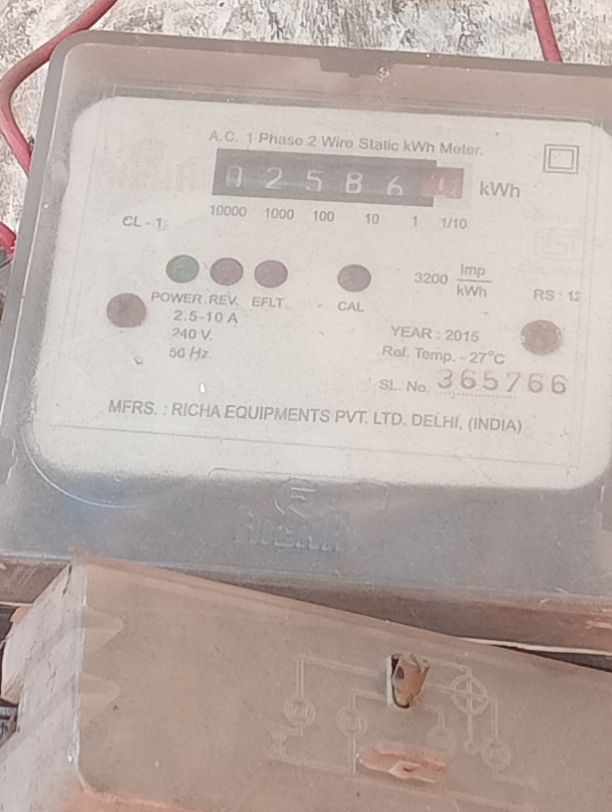 A.C. 1 Phase 2 Wire Static kWh Meter.
0 2 5 8 6 kWh
10000 1000 100 10 1 1/10
CL - 1
3200 Imp/kWh
POWER REV. EFLT CAL
RS : 12
2.5-10 A
240 V.
50 Hz
YEAR : 2015
Ref. Temp. - 27°C
SL. No. 365766
MFRS. : RICHA EQUIPMENTS PVT. LTD. DELHI, (INDIA)